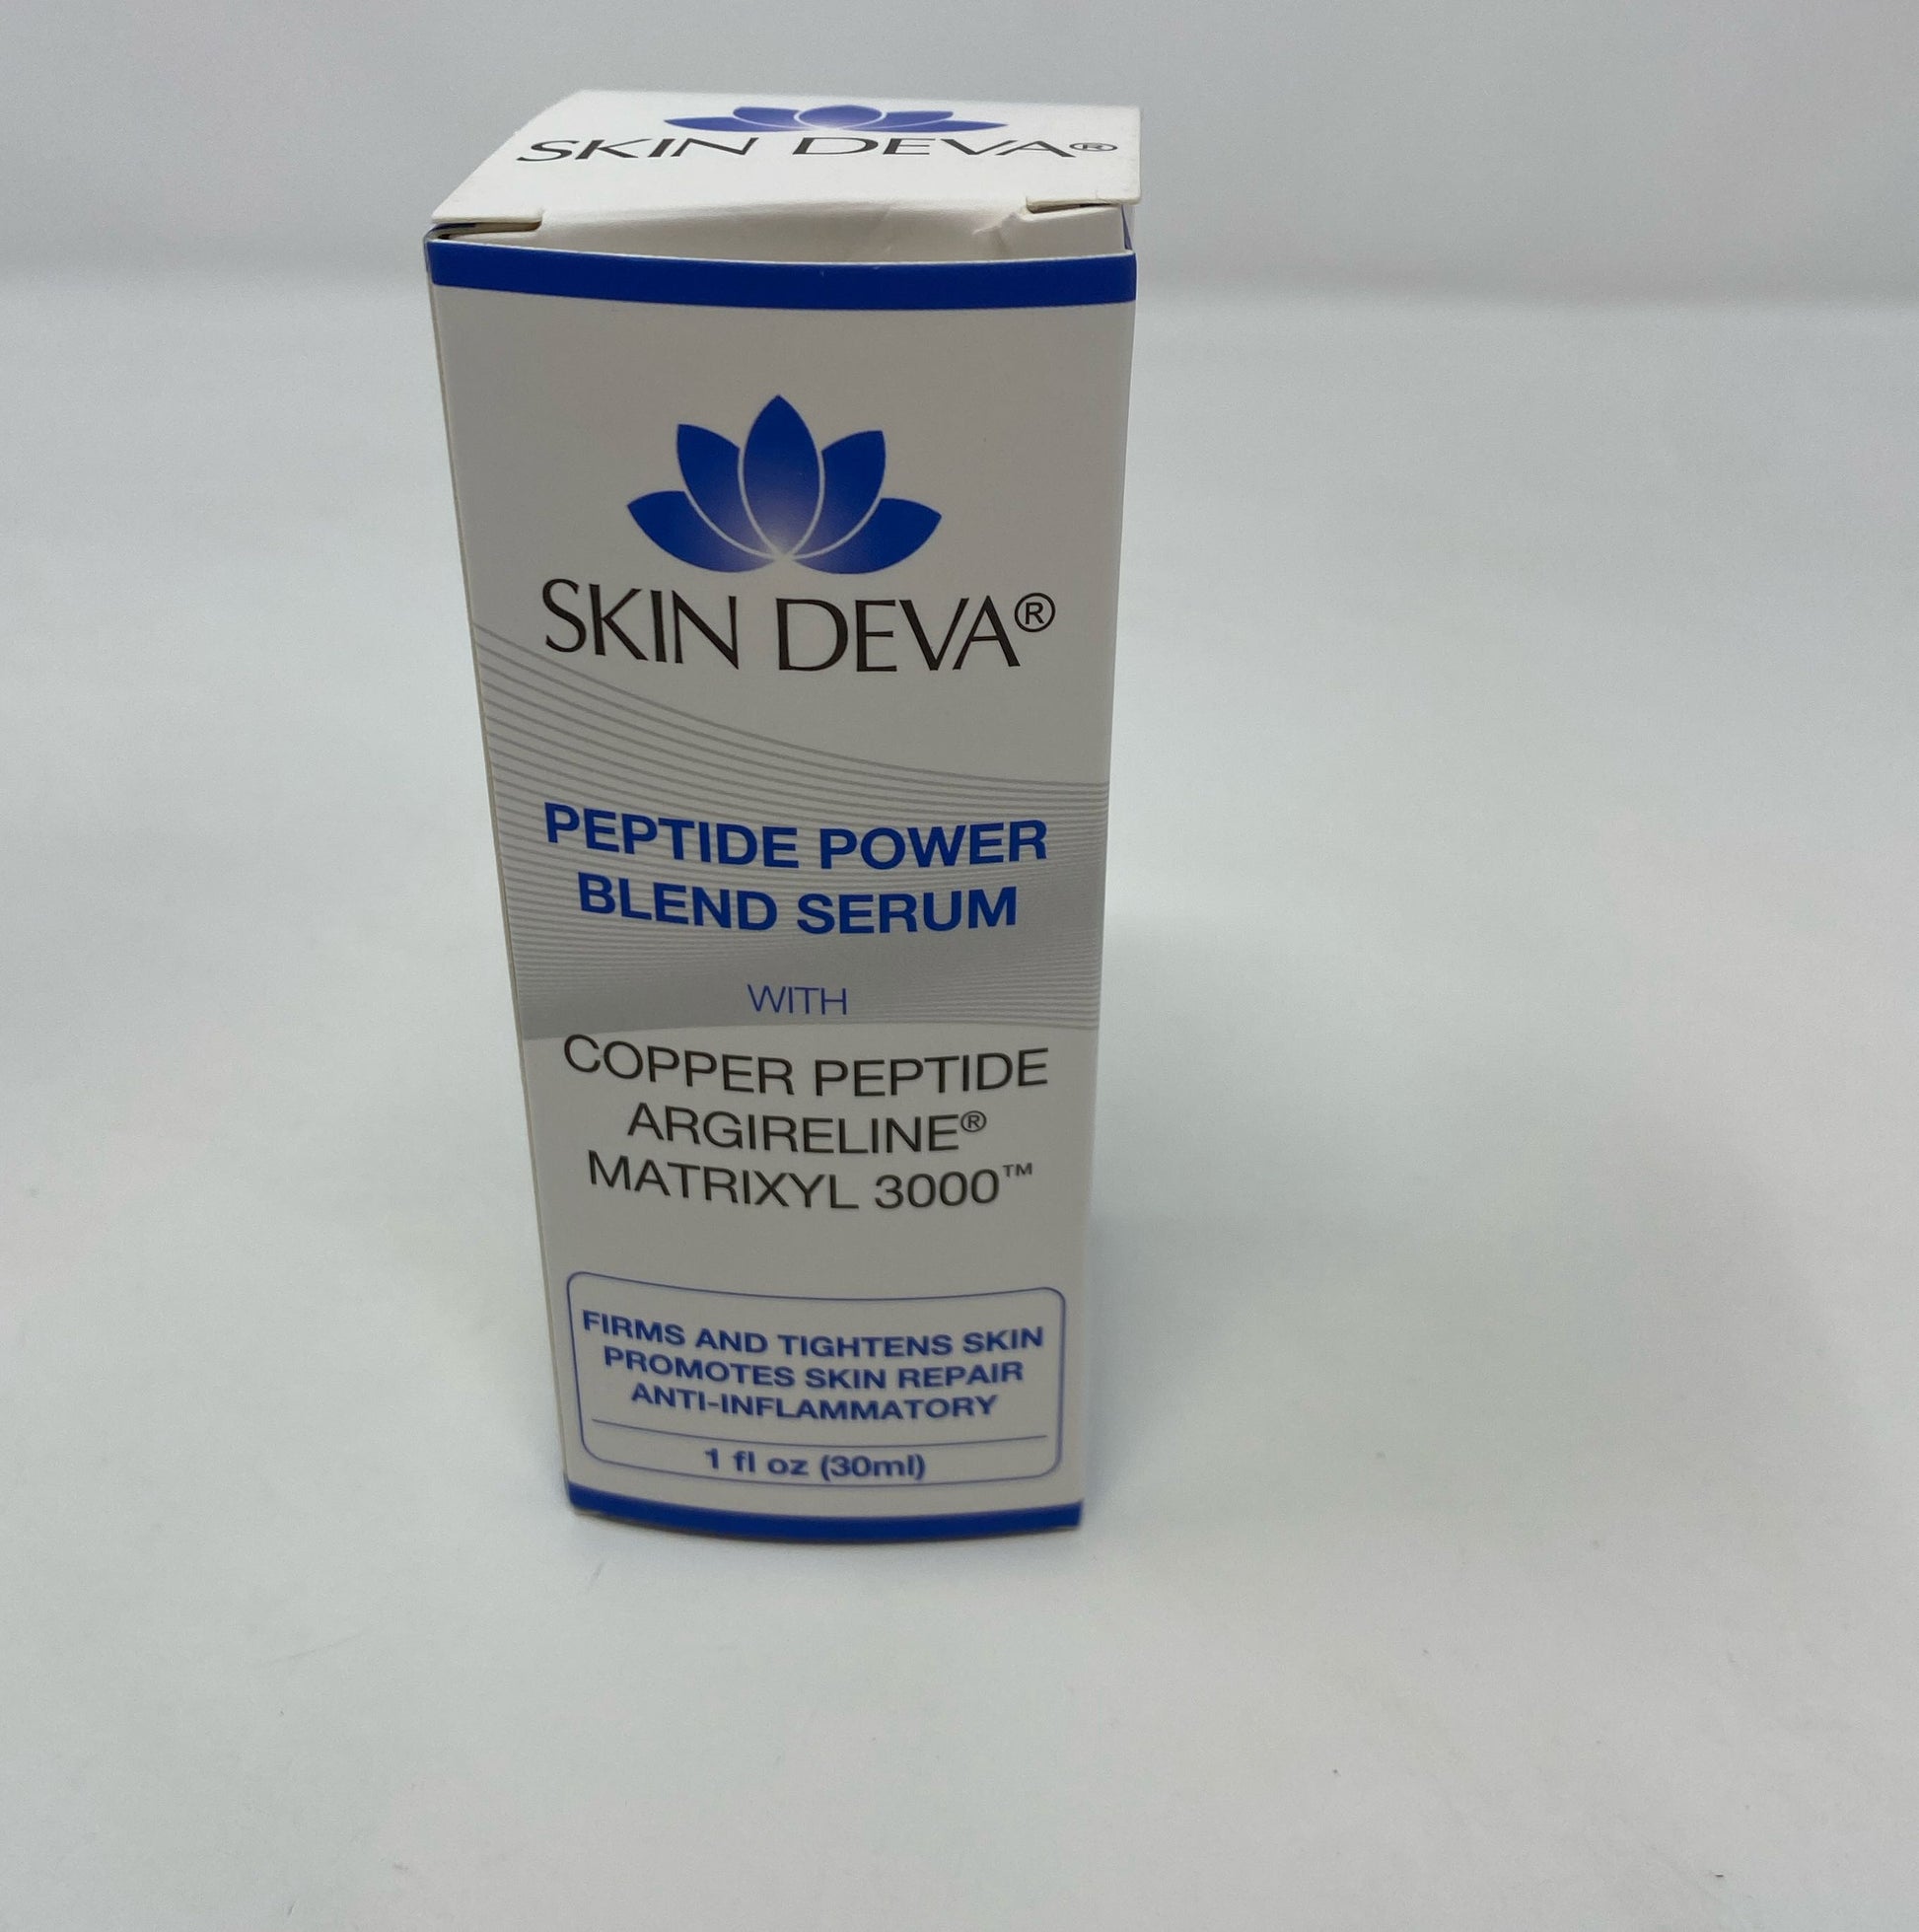 SKIN DEVA®
SKIN DEVA®
PEPTIDE POWER
BLEND SERUM
WITH
COPPER PEPTIDE
ARGIRELINE®
MATRIXYL 3000™
FIRMS AND TIGHTENS SKIN
PROMOTES SKIN REPAIR
ANTI-INFLAMMATORY
1 fl oz (30ml)